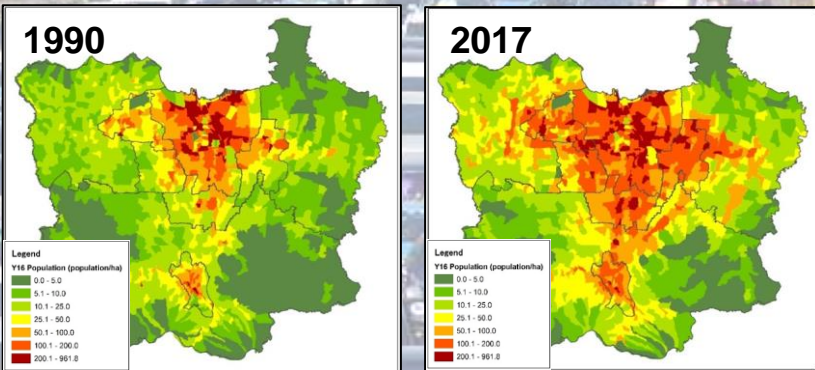 1990
Legend
Y16 Population (population/ha)
0.0 - 5.0
5.1 - 10.0
10.1 - 25.0
25.1 - 50.0
50.1 - 100.0
100.1 - 200.0
200.1 - 961.8
2017
Legend
Y16 Population (population/ha)
0.0 - 5.0
5.1 - 10.0
10.1 - 25.0
25.1 - 50.0
50.1 - 100.0
100.1 - 200.0
200.1 - 961.8